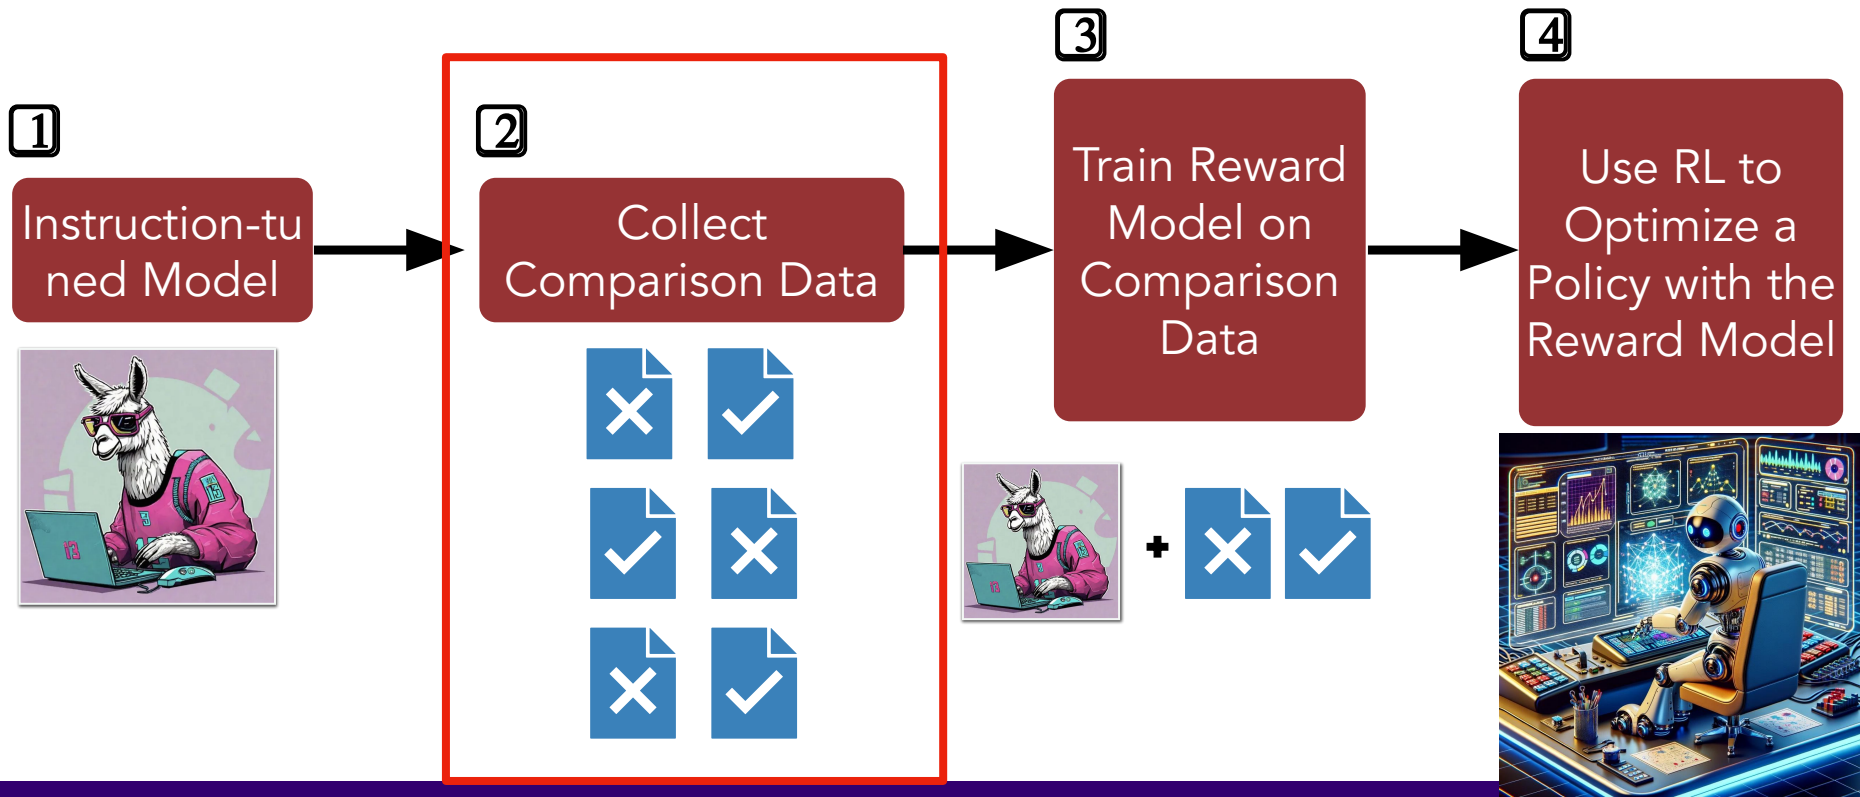 1
Instruction-tu
ned Model
2
Collect
Comparison Data
3
Train Reward
Model on
Comparison
Data
4
Use RL to
Optimize a
Policy with the
Reward Model